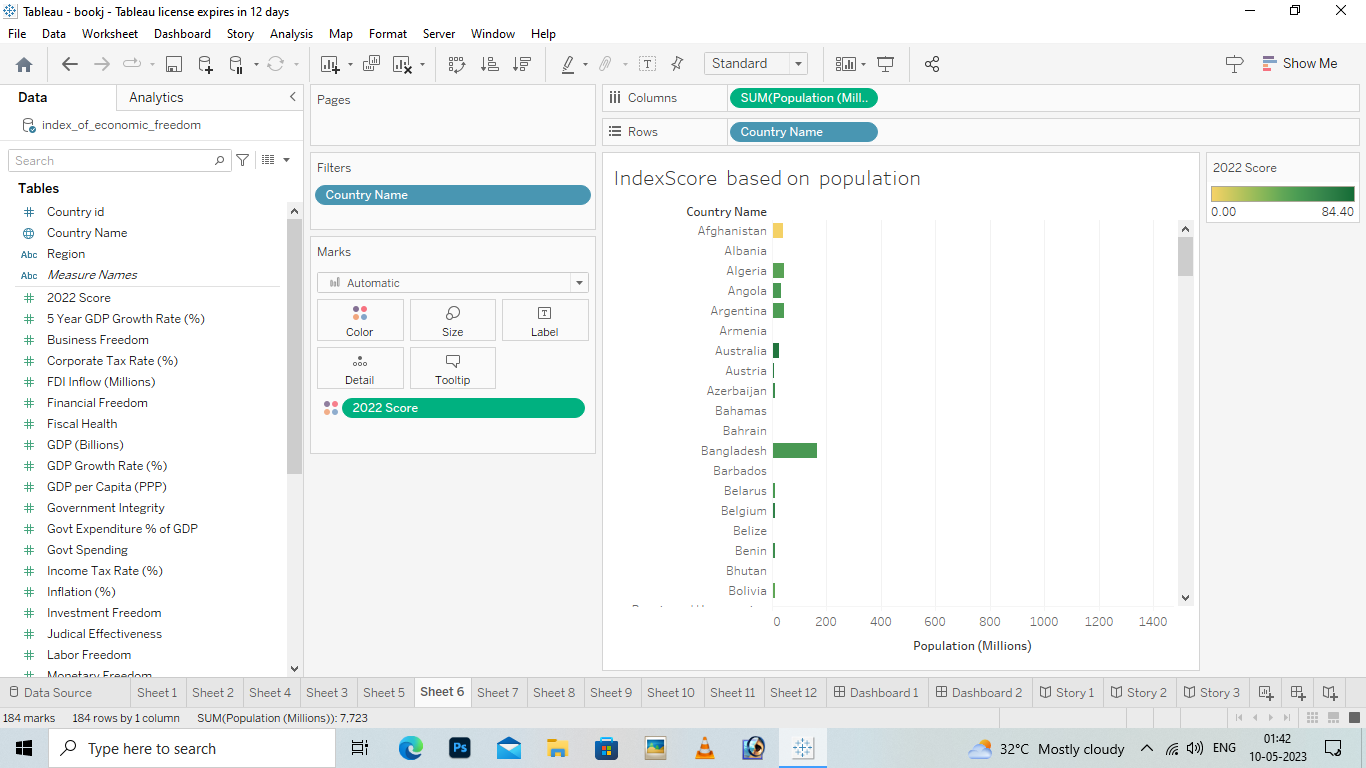 Tableau - bookj - Tableau license expires in 12 days
File Data Worksheet Dashboard Story Analysis Map Format Server Window Help
Standard
Show Me
Data Analytics
index_of_economic_freedom
Search
Tables
Country id
Country Name
Abc Region
Abc Measure Names
2022 Score
5 Year GDP Growth Rate (%)
Business Freedom
Corporate Tax Rate (%)
FDI Inflow (Millions)
Financial Freedom
Fiscal Health
GDP (Billions)
GDP Growth Rate (%)
GDP per Capita (PPP)
Government Integrity
Govt Expenditure % of GDP
Govt Spending
Income Tax Rate (%)
Inflation (%)
Investment Freedom
Judical Effectiveness
Labor Freedom
Monetary Freedom
Pages
Filters
Country Name
Marks
Automatic
Color Size Label
Detail Tooltip
2022 Score
Columns SUM(Population (Mill..
Rows Country Name
IndexScore based on population
Country Name
Afghanistan
Albania
Algeria
Angola
Argentina
Armenia
Australia
Austria
Azerbaijan
Bahamas
Bahrain
Bangladesh
Barbados
Belarus
Belgium
Belize
Benin
Bhutan
Bolivia
0 200 400 600 800 1000 1200 1400
Population (Millions)
2022 Score
0.00 84.40
Data Source Sheet 1 Sheet 2 Sheet 4 Sheet 3 Sheet 5 Sheet 6 Sheet 7 Sheet 8 Sheet 9 Sheet 10 Sheet 11 Sheet 12 Dashboard 1 Dashboard 2 Story 1 Story 2 Story 3
184 marks 184 rows by 1 column SUM(Population (Millions)): 7,723
Type here to search
Ps
32°C Mostly cloudy
ENG
01:42
10-05-2023